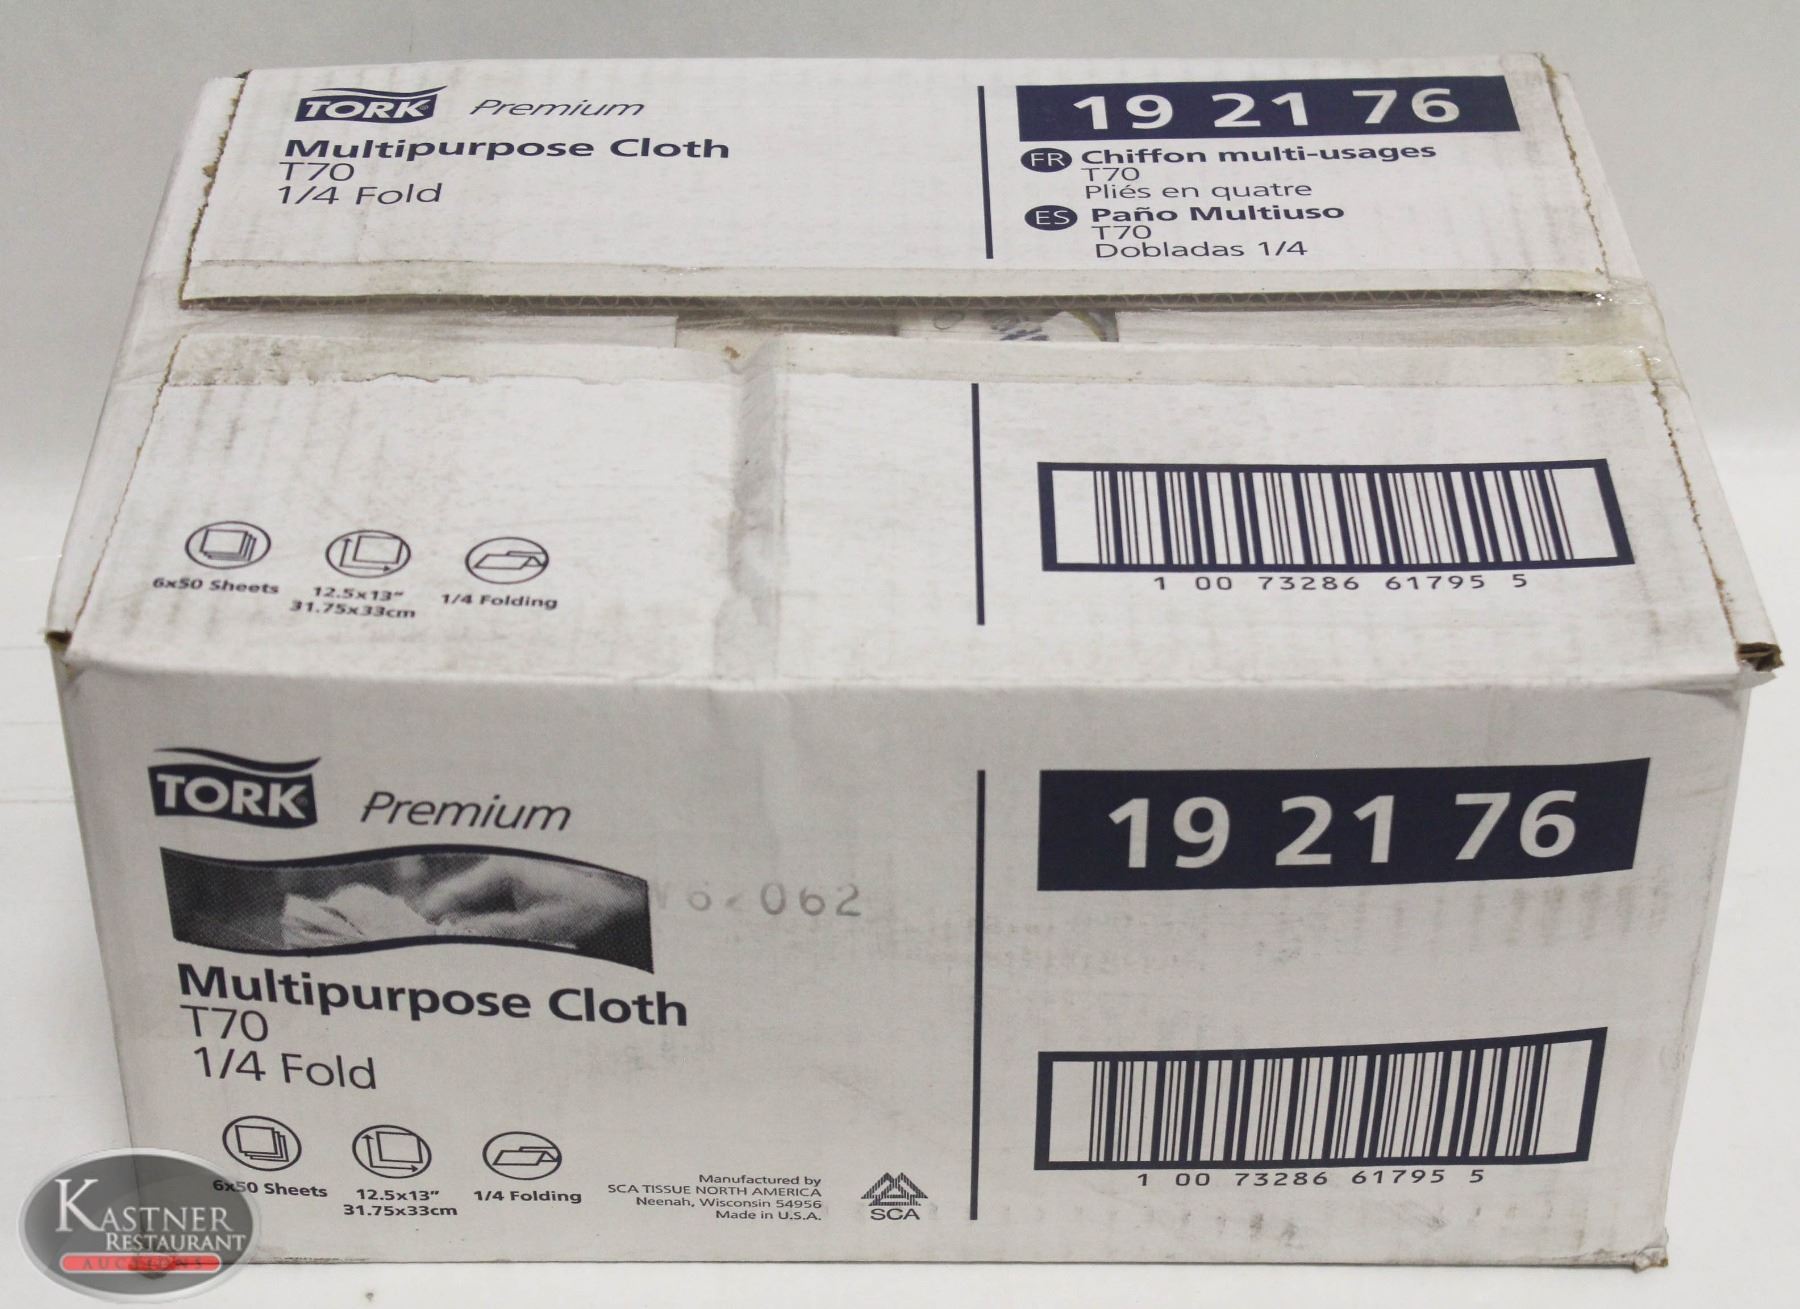 TORK Premium
Multipurpose Cloth
T70
1/4 Fold
19 21 76
FR Chiffon multi-usages
T70
Pliés en quatre
ES Paño Multiuso
T70
Dobladas 1/4
6x50 Sheets
12.5x13"
31.75x33cm
1/4 Folding
1 00 73286 61795 5
TORK Premium
19 21 76
062
Multipurpose Cloth
T70
1/4 Fold
6x50 Sheets
12.5x13"
31.75x33cm
1/4 Folding
Manufactured by
SCA TISSUE NORTH AMERICA
Neenah, Wisconsin 54956
Made in U.S.A.
SCA
1 00 73286 61795 5
KASTNER
RESTAURANT
AUCTIONS